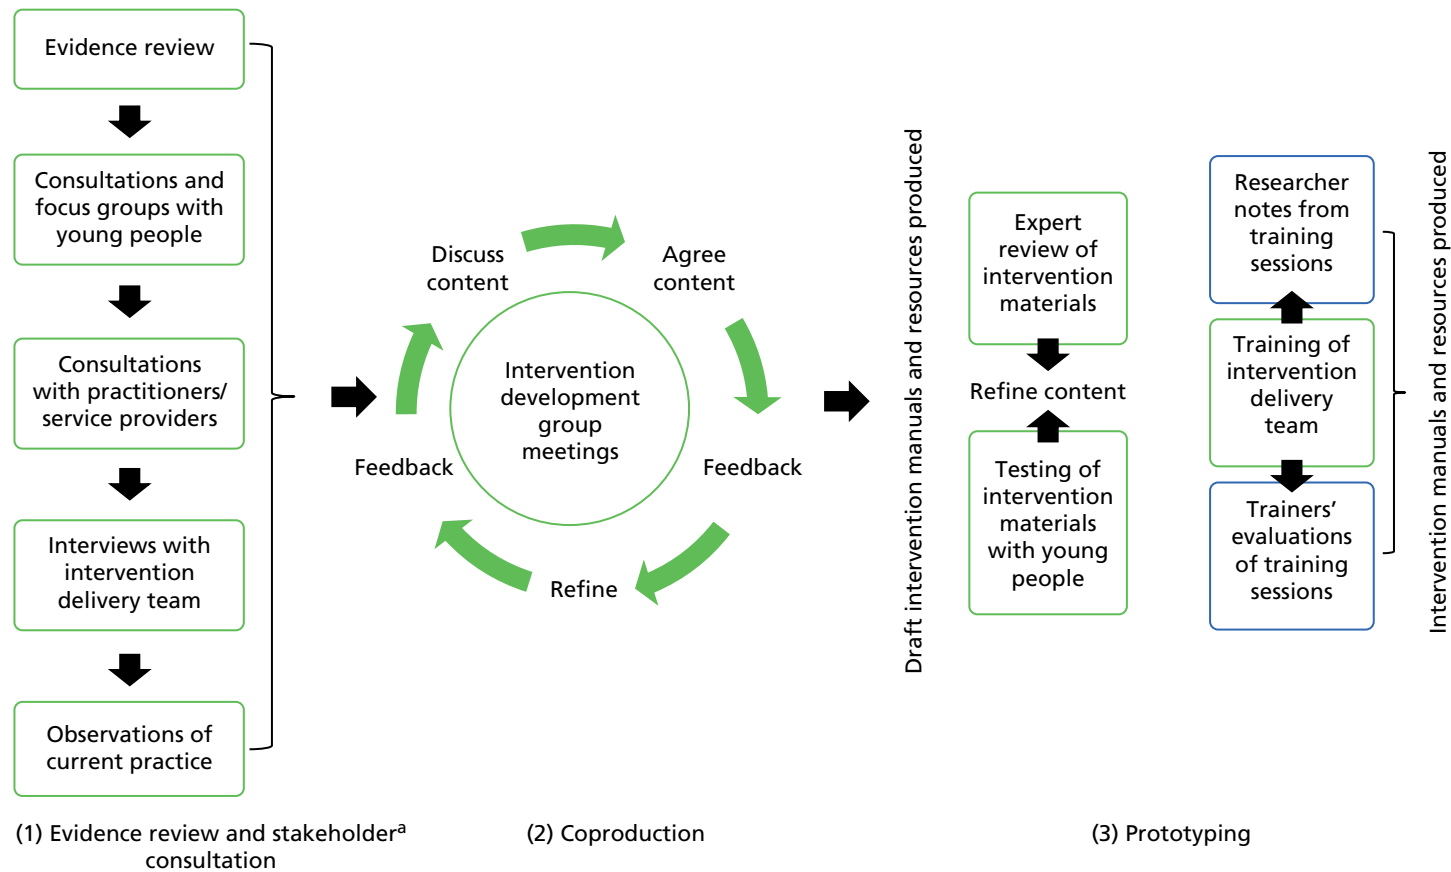 Evidence review
Consultations and
focus groups with
young people
Consultations
with practitioners/
service providers
Interviews with
intervention
delivery team
Observations of
current practice
(1) Evidence review and stakeholderᵃ
consultation
Discuss
content
Agree
content
Feedback
Refine
Feedback
Intervention
development
group
meetings
(2) Coproduction
Draft intervention manuals and resources produced
Expert
review of
intervention
materials
Refine content
Testing of
intervention
materials
with young
people
Researcher
notes from
training
sessions
Training of
intervention
delivery
team
Trainers’
evaluations
of training
sessions
Intervention manuals and resources produced
(3) Prototyping